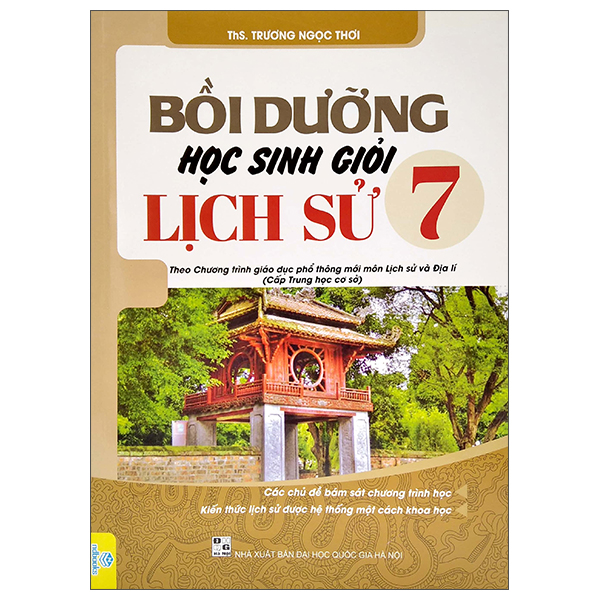 ThS. TRƯƠNG NGỌC THƠI
BỒI DƯỠNG
HỌC SINH GIỎI
LỊCH SỬ 7
Theo Chương trình giáo dục phổ thông mới môn Lịch sử và Địa lí
(Cấp Trung học cơ sở)
Các chủ đề bám sát chương trình học
Kiến thức lịch sử được hệ thống một cách khoa học
NHÀ XUẤT BẢN ĐẠI HỌC QUỐC GIA HÀ NỘI
ndbooks